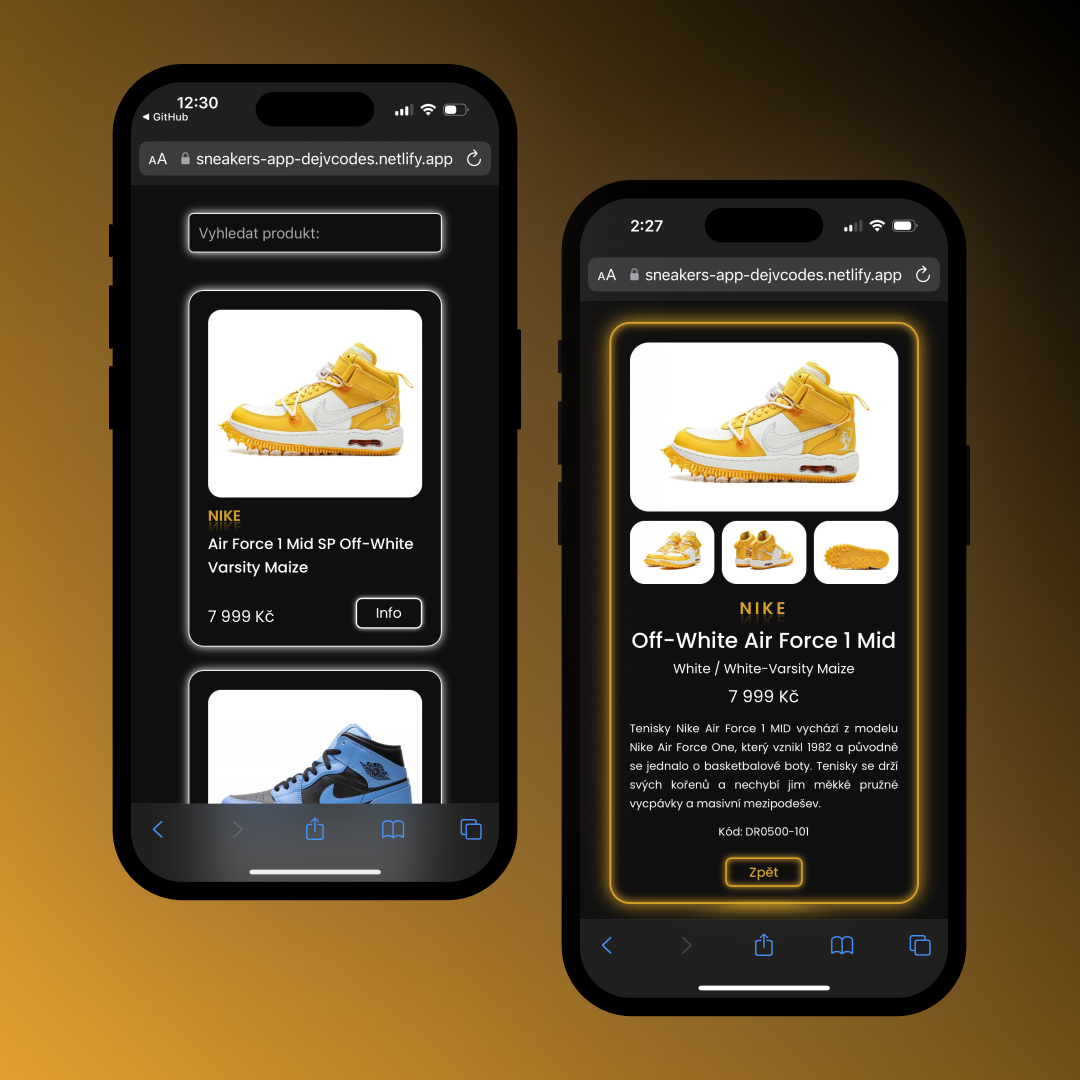 12:30
◀ GitHub
AA sneakers-app-dejvcodes.netlify.app
Vyhledat produkt:
NIKE
Air Force 1 Mid SP Off-White
Varsity Maize
7 999 Kč
Info
2:27
AA sneakers-app-dejvcodes.netlify.app
NIKE
Off-White Air Force 1 Mid
White / White-Varsity Maize
7 999 Kč
Tenisky Nike Air Force 1 MID vychází z modelu
Nike Air Force One, který vznikl 1982 a původně
se jednalo o basketbalové boty. Tenisky se drží
svých kořenů a nechybí jim měkké pružné
vycpávky a masivní mezipodešev.
Kód: DR0500-101
Zpět